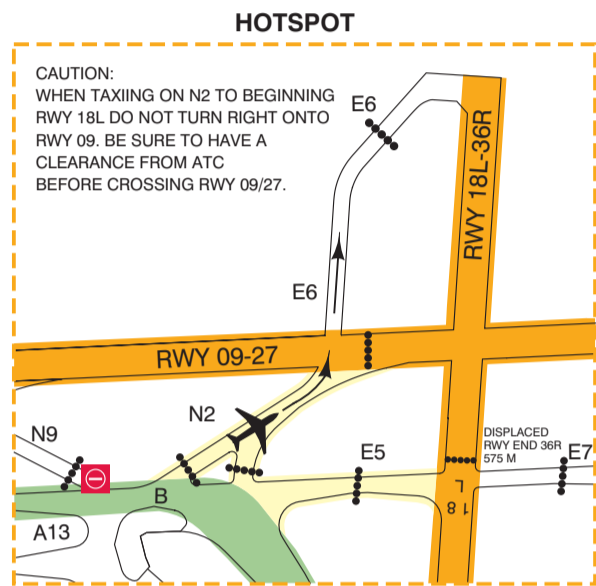 HOTSPOT
CAUTION:
WHEN TAXIING ON N2 TO BEGINNING
RWY 18L DO NOT TURN RIGHT ONTO
RWY 09. BE SURE TO HAVE A
CLEARANCE FROM ATC
BEFORE CROSSING RWY 09/27.
E6
RWY 18L-36R
E6
RWY 09-27
N2
N9
E5
DISPLACED
RWY END 36R
575 M
E7
B
L
18
A13